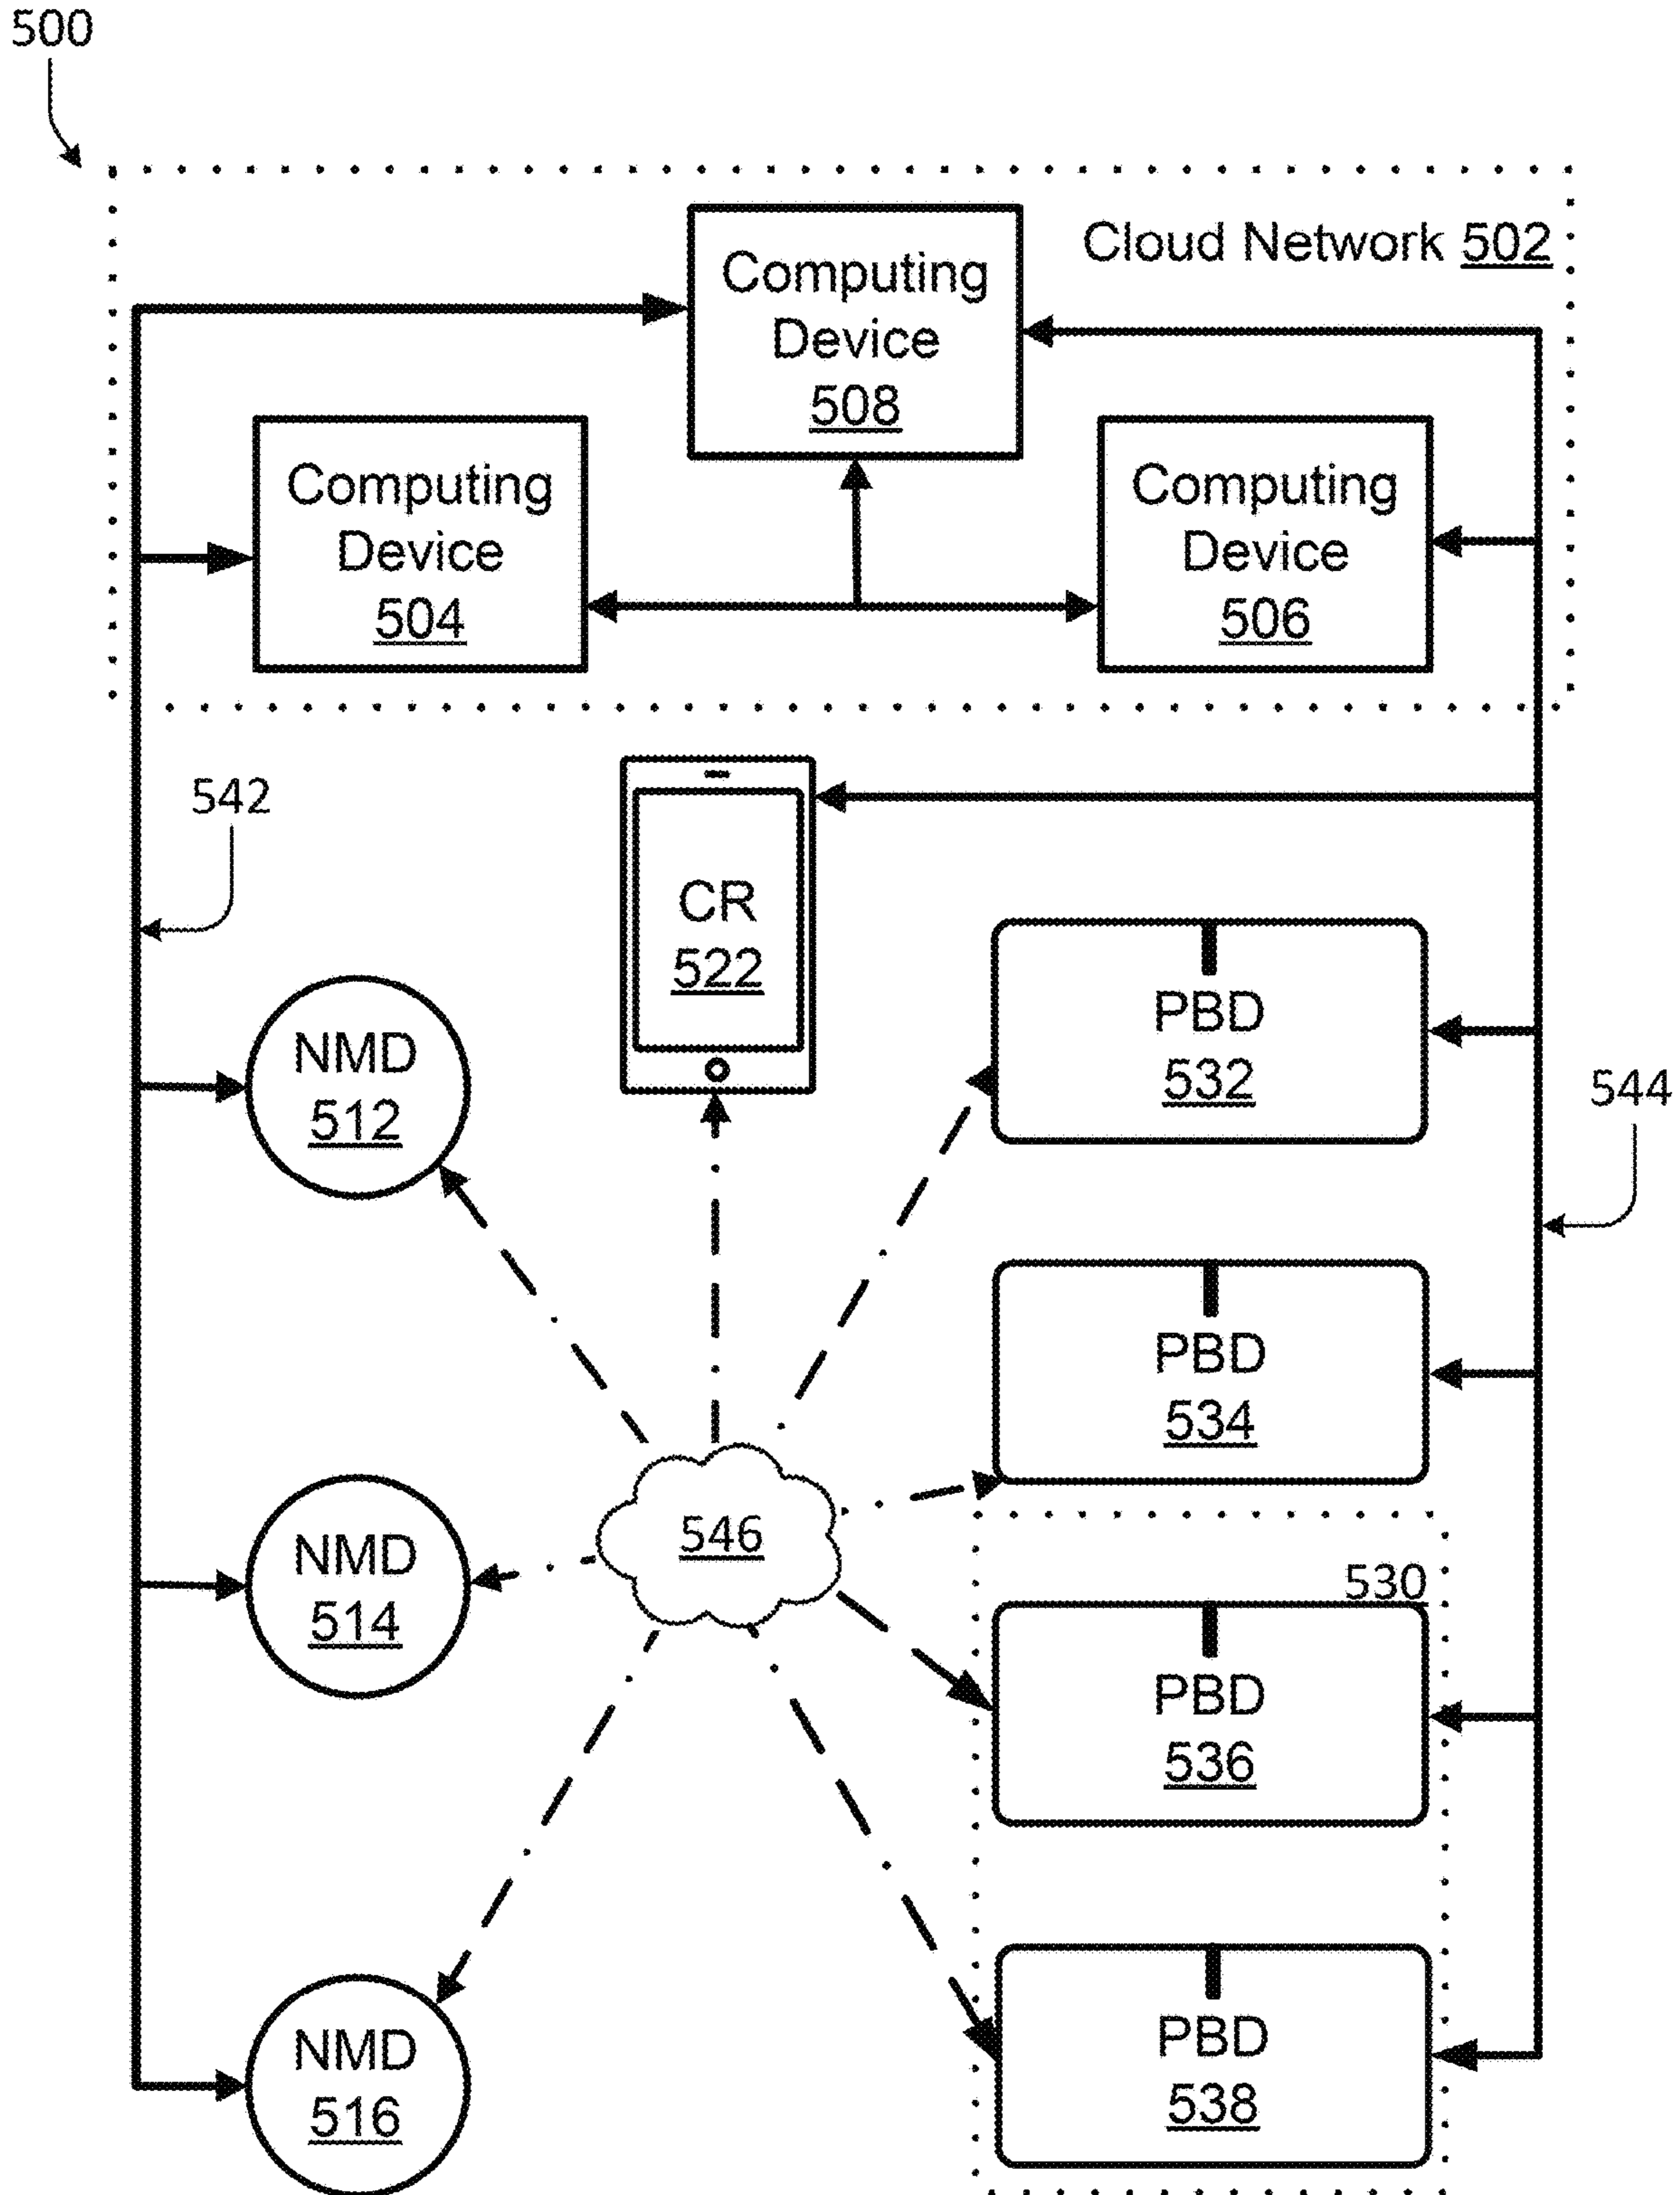 500
Cloud Network 502
Computing
Device
508
Computing
Device
504
Computing
Device
506
542
CR
522
NMD
512
PBD
532
544
PBD
534
NMD
514
546
530
PBD
536
NMD
516
PBD
538